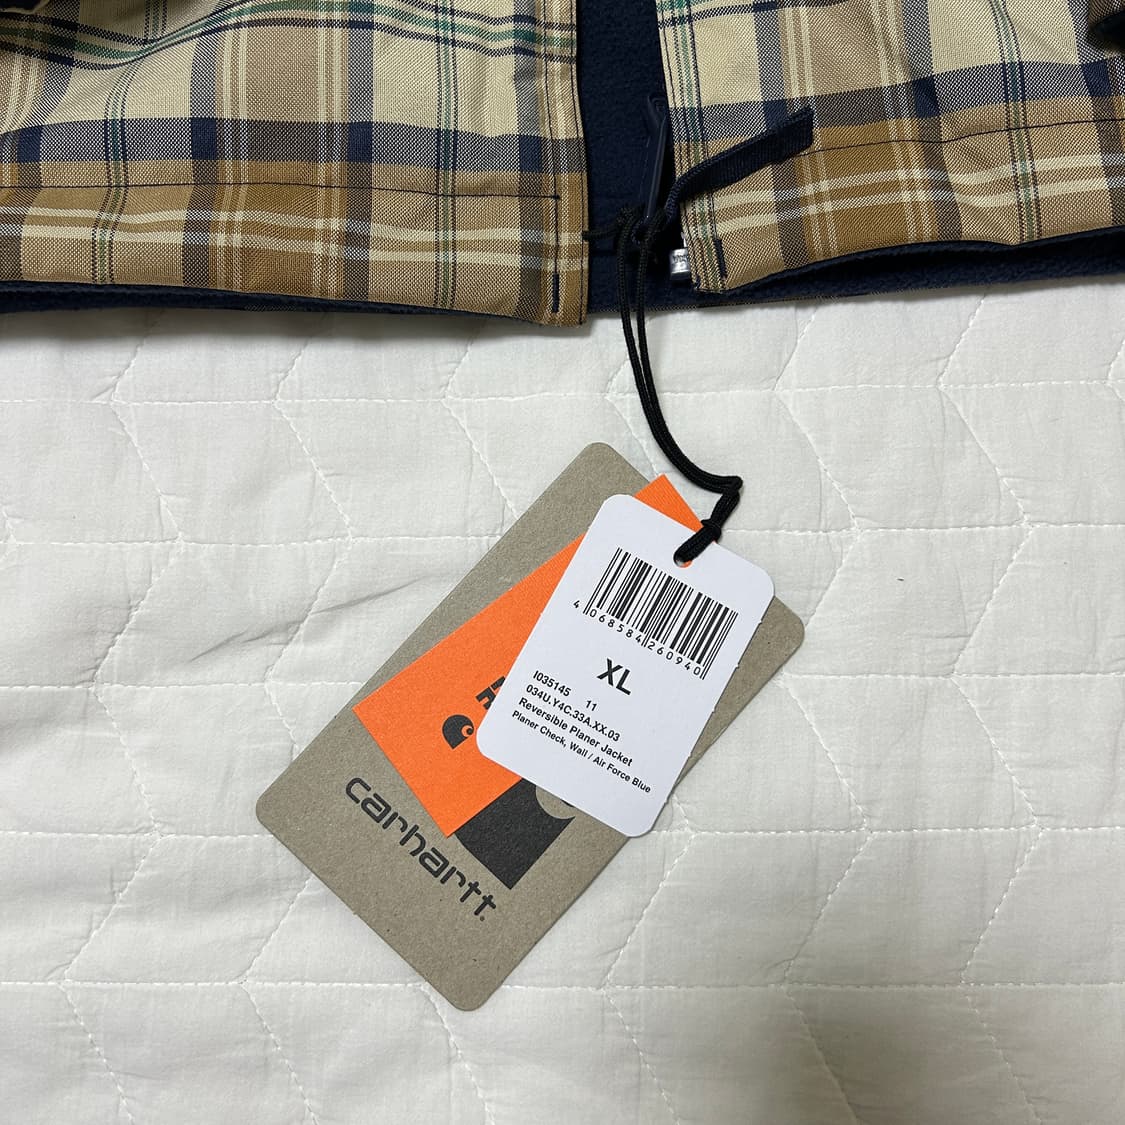 4 068584 260940
XL
I035145 11
034U.Y4C.33A.XX.03
Reversible Planer Jacket
Planer Check, Wall / Air Force Blue
carhartt.